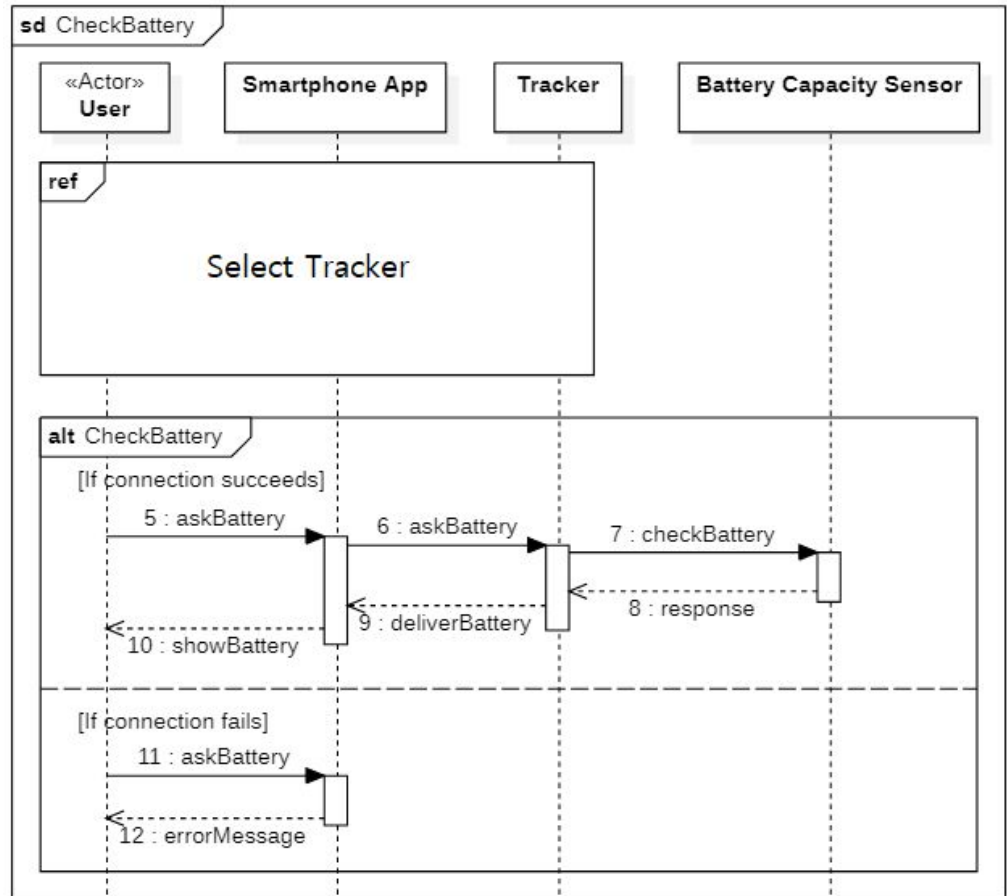 sd CheckBattery
«Actor»
User
Smartphone App
Tracker
Battery Capacity Sensor
ref
Select Tracker
alt CheckBattery
[If connection succeeds]
5 : askBattery
6 : askBattery
7 : checkBattery
8 : response
9 : deliverBattery
10 : showBattery
[If connection fails]
11 : askBattery
12 : errorMessage